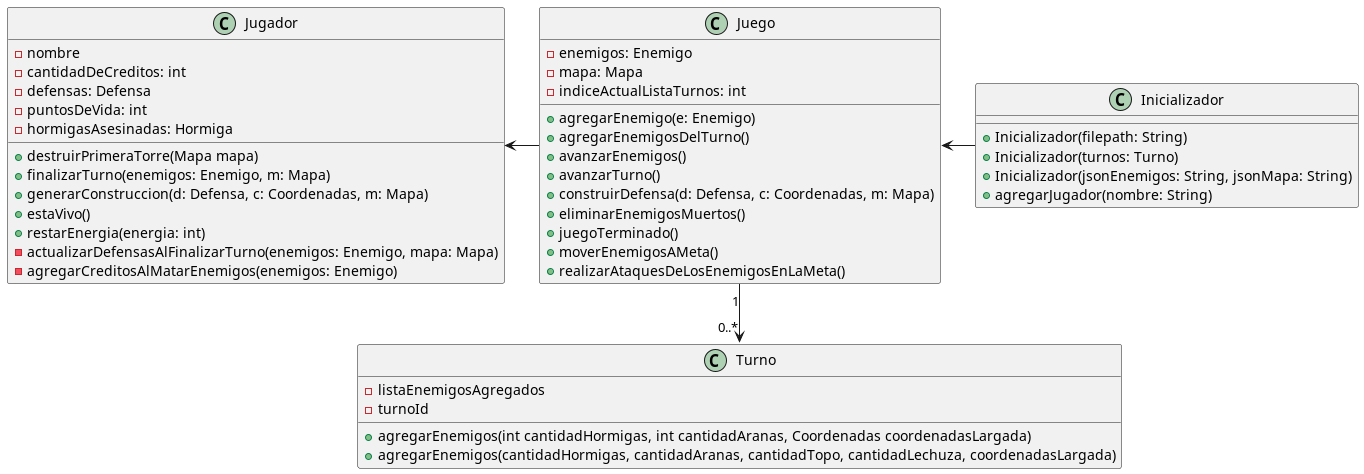 C Jugador
nombre
cantidadDeCreditos: int
defensas: Defensa
puntosDeVida: int
hormigasAsesinadas: Hormiga
destruirPrimeraTorre(Mapa mapa)
finalizarTurno(enemigos: Enemigo, m: Mapa)
generarConstruccion(d: Defensa, c: Coordenadas, m: Mapa)
estaVivo()
restarEnergia(energia: int)
actualizarDefensasAlFinalizarTurno(enemigos: Enemigo, mapa: Mapa)
agregarCreditosAlMatarEnemigos(enemigos: Enemigo)
C Juego
enemigos: Enemigo
mapa: Mapa
indiceActualListaTurnos: int
agregarEnemigo(e: Enemigo)
agregarEnemigosDelTurno()
avanzarEnemigos()
avanzarTurno()
construirDefensa(d: Defensa, c: Coordenadas, m: Mapa)
eliminarEnemigosMuertos()
juegoTerminado()
moverEnemigosAMeta()
realizarAtaquesDeLosEnemigosEnLaMeta()
C Inicializador
Inicializador(filepath: String)
Inicializador(turnos: Turno)
Inicializador(jsonEnemigos: String, jsonMapa: String)
agregarJugador(nombre: String)
1
0..*
C Turno
listaEnemigosAgregados
turnoId
agregarEnemigos(int cantidadHormigas, int cantidadAranas, Coordenadas coordenadasLargada)
agregarEnemigos(cantidadHormigas, cantidadAranas, cantidadTopo, cantidadLechuza, coordenadasLargada)